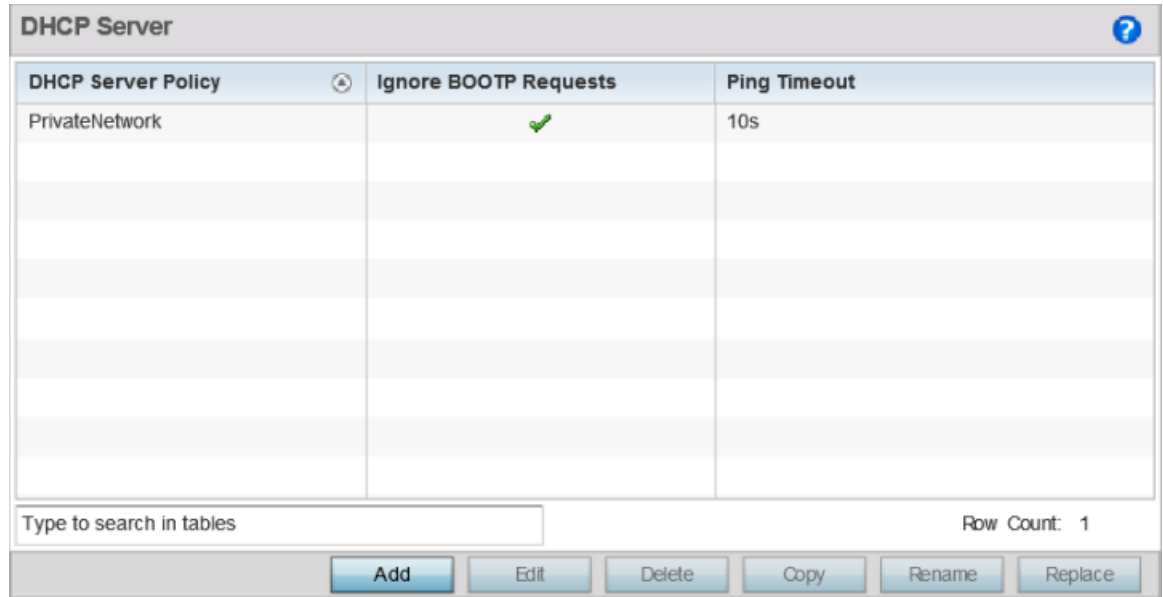 DHCP Server
?
DHCP Server Policy Ignore BOOTP Requests Ping Timeout
PrivateNetwork 10s
Type to search in tables Row Count: 1
Add Edit Delete Copy Rename Replace